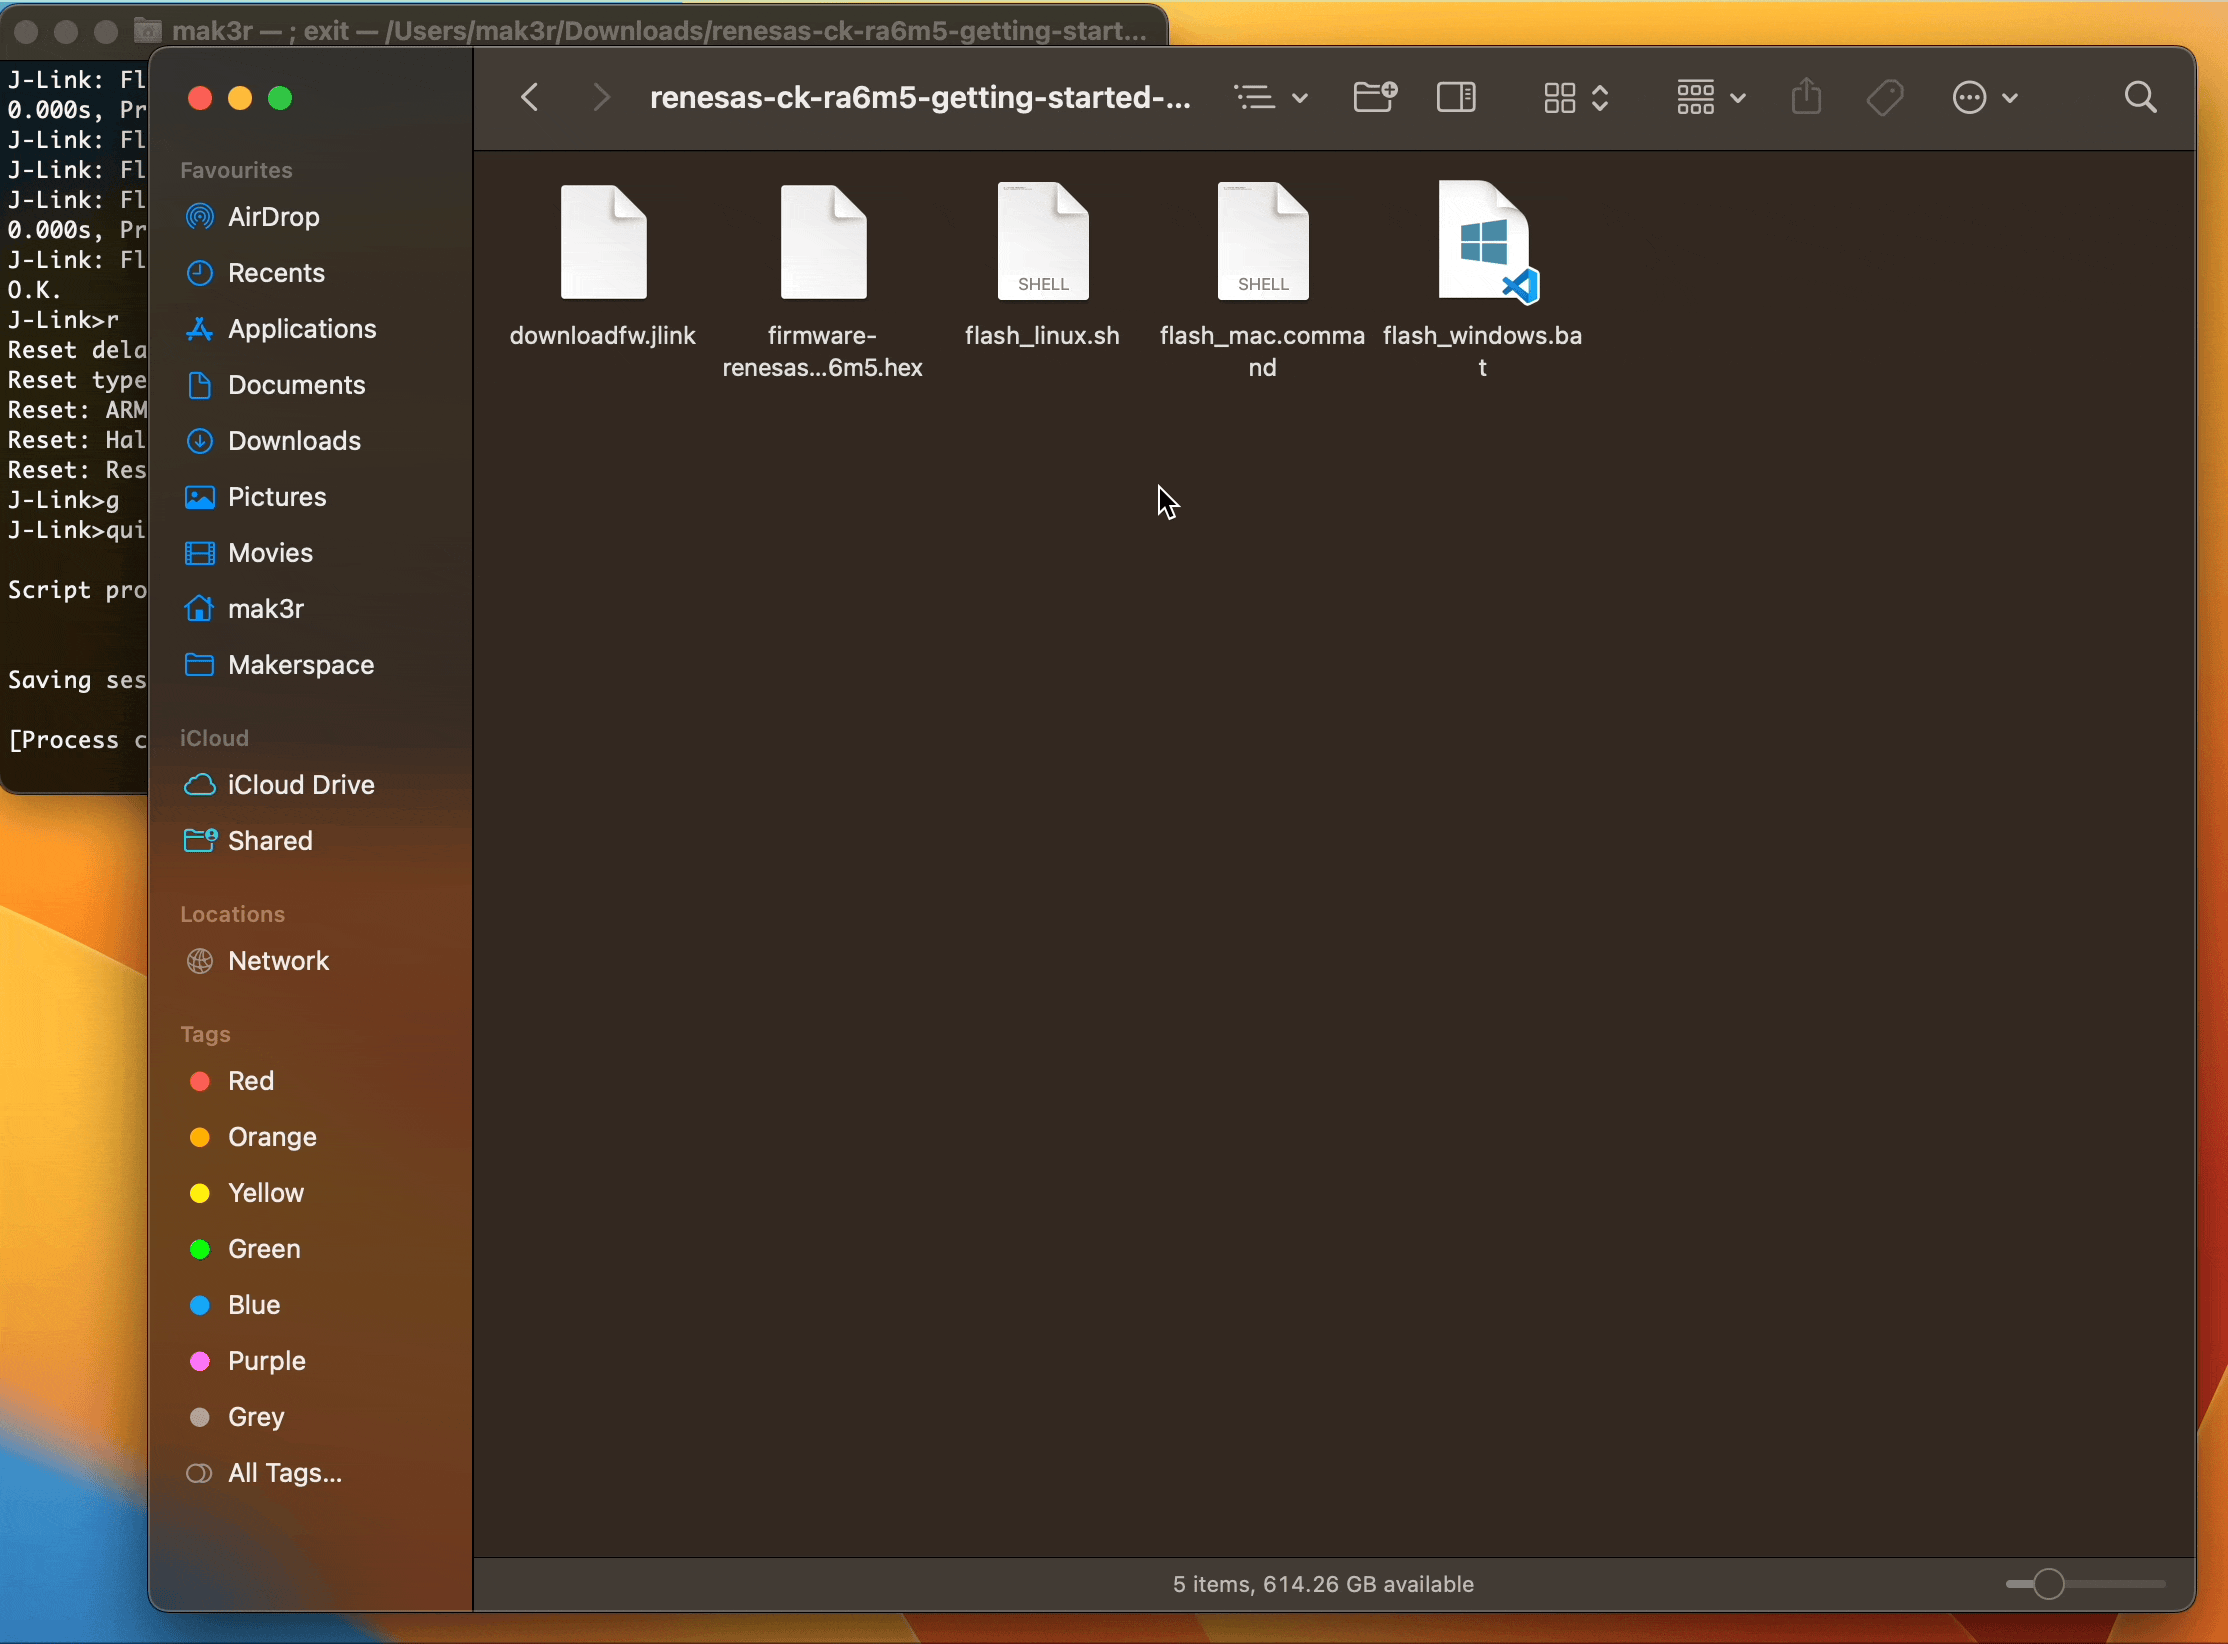 mak3r — ; exit — /Users/mak3r/Downloads/renesas-ck-ra6m5-getting-start...
J-Link: Fl
0.000s, Pr
J-Link: Fl
J-Link: Fl
J-Link: Fl
0.000s, Pr
J-Link: Fl
O.K.
J-Link>r
Reset dela
Reset type
Reset: ARM
Reset: Hal
Reset: Res
J-Link>g
J-Link>qui
Script pro
Saving ses
[Process c
renesas-ck-ra6m5-getting-started-...
Favourites
AirDrop
Recents
Applications
Documents
Downloads
Pictures
Movies
mak3r
Makerspace
iCloud
iCloud Drive
Shared
Locations
Network
Tags
Red
Orange
Yellow
Green
Blue
Purple
Grey
All Tags...
downloadfw.jlink
firmware-
renesas...6m5.hex
SHELL
flash_linux.sh
SHELL
flash_mac.comma
nd
flash_windows.ba
t
5 items, 614.26 GB available